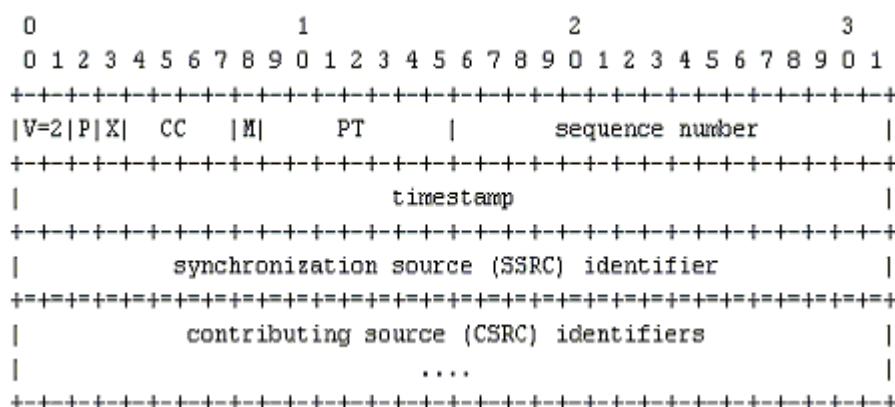 0                   1                   2                   3
 0 1 2 3 4 5 6 7 8 9 0 1 2 3 4 5 6 7 8 9 0 1 2 3 4 5 6 7 8 9 0 1
+-+-+-+-+-+-+-+-+-+-+-+-+-+-+-+-+-+-+-+-+-+-+-+-+-+-+-+-+-+-+-+-+
|V=2|P|X|  CC   |M|     PT      |       sequence number         |
+-+-+-+-+-+-+-+-+-+-+-+-+-+-+-+-+-+-+-+-+-+-+-+-+-+-+-+-+-+-+-+-+
|                           timestamp                           |
+-+-+-+-+-+-+-+-+-+-+-+-+-+-+-+-+-+-+-+-+-+-+-+-+-+-+-+-+-+-+-+-+
|           synchronization source (SSRC) identifier            |
+=+=+=+=+=+=+=+=+=+=+=+=+=+=+=+=+=+=+=+=+=+=+=+=+=+=+=+=+=+=+=+=+
|            contributing source (CSRC) identifiers             |
|                             ....                              |
+-+-+-+-+-+-+-+-+-+-+-+-+-+-+-+-+-+-+-+-+-+-+-+-+-+-+-+-+-+-+-+-+